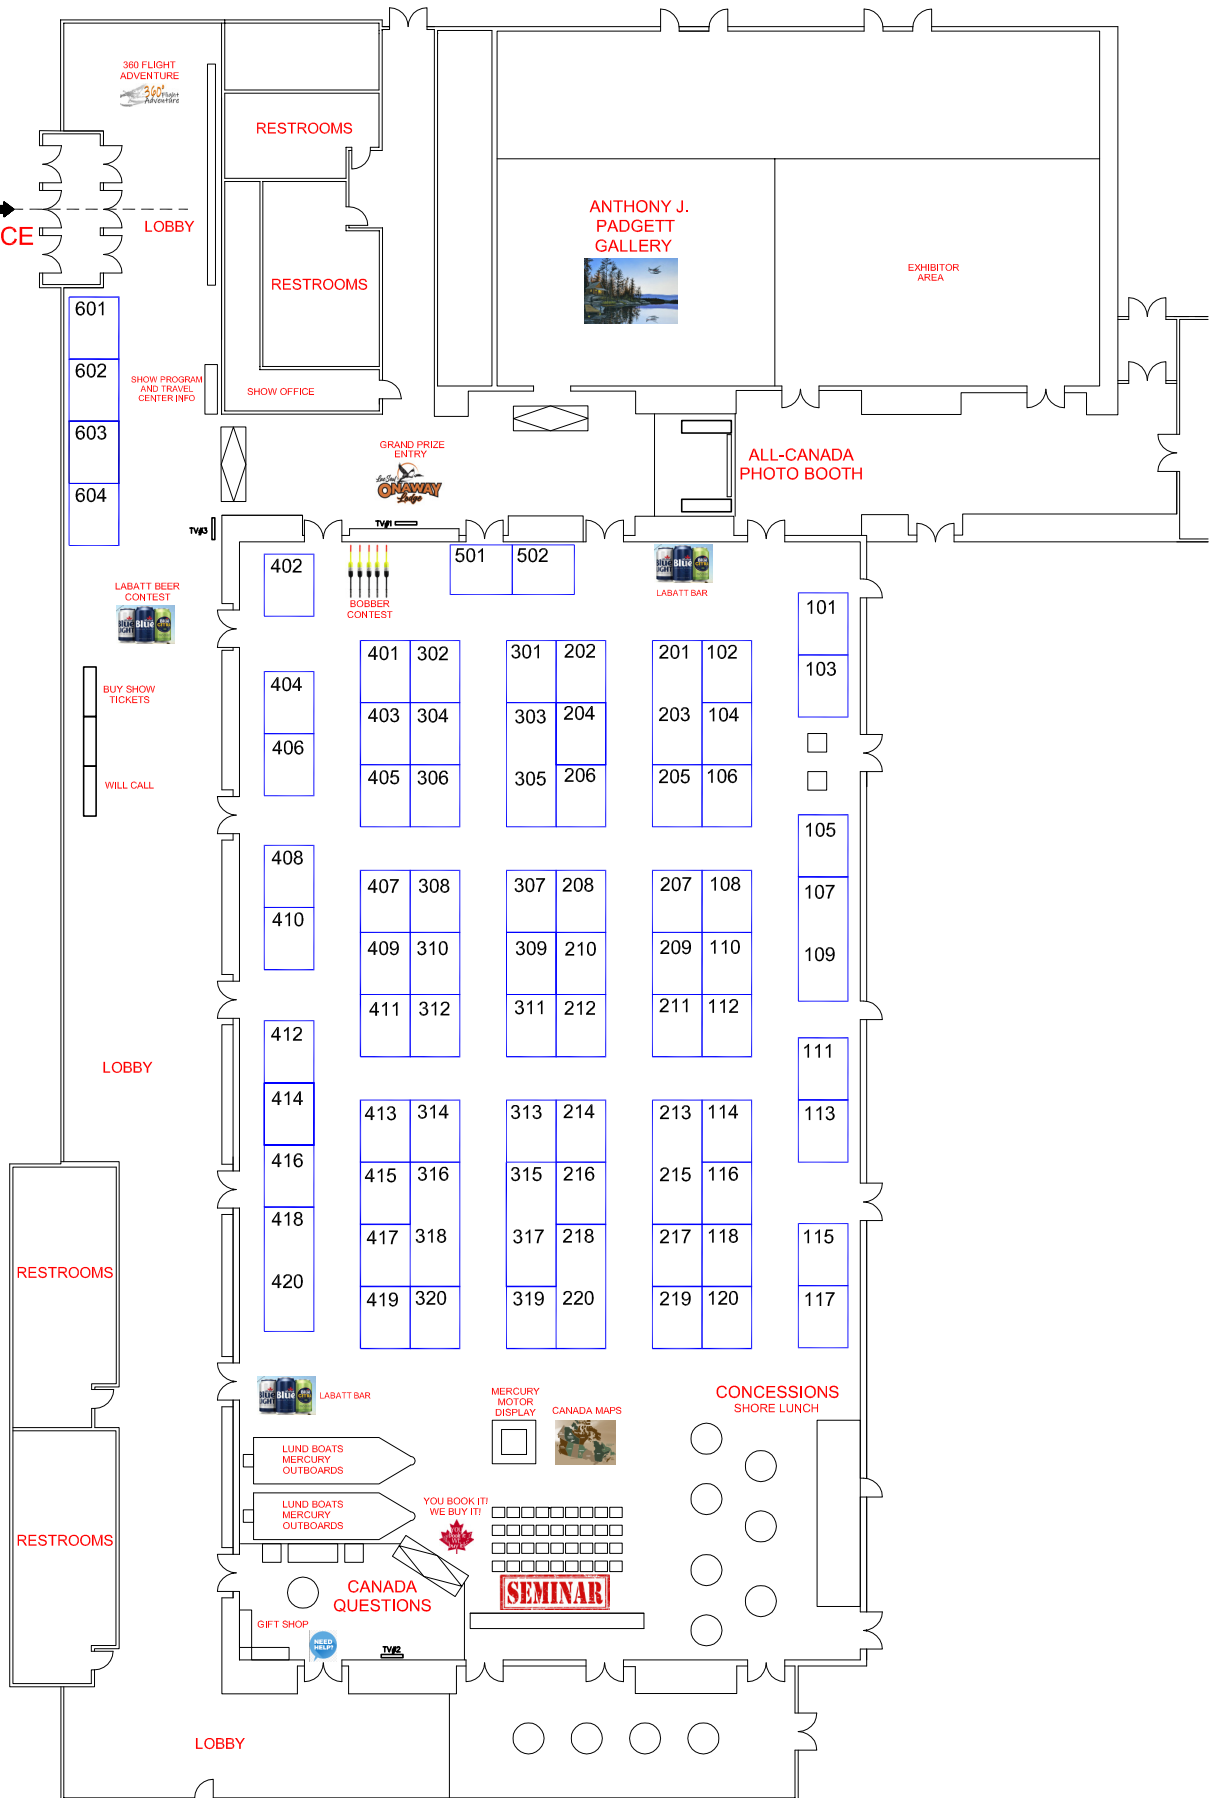 360 FLIGHT
ADVENTURE
360°
Flight
Adventure
RESTROOMS
CE
LOBBY
ANTHONY J.
PADGETT
GALLERY
EXHIBITOR
AREA
RESTROOMS
601
602
603
604
SHOW PROGRAM
AND TRAVEL
CENTER INFO
SHOW OFFICE
GRAND PRIZE
ENTRY
ONAWAY
Lodge
ALL-CANADA
PHOTO BOOTH
TV#3
TV#1
LABATT BEER
CONTEST
Blue
BUY SHOW
TICKETS
WILL CALL
402
BOBBER
CONTEST
501 502
Blue
LABATT BAR
101
103
401 302
403 304
405 306
301 202
303 204
305 206
201 102
203 104
205 106
404
406
408
410
105
107
109
407 308
409 310
411 312
307 208
309 210
311 212
207 108
209 110
211 112
LOBBY
412
414
416
418
420
111
113
413 314
415 316
417 318
419 320
313 214
315 216
317 218
319 220
213 114
215 116
217 118
219 120
115
117
RESTROOMS
RESTROOMS
Blue
LABATT BAR
MERCURY
MOTOR
DISPLAY
CANADA MAPS
CONCESSIONS
SHORE LUNCH
LUND BOATS
MERCURY
OUTBOARDS
LUND BOATS
MERCURY
OUTBOARDS
YOU BOOK IT!
WE BUY IT!
SEMINAR
CANADA
QUESTIONS
GIFT SHOP
NEED
HELP?
TV#2
LOBBY